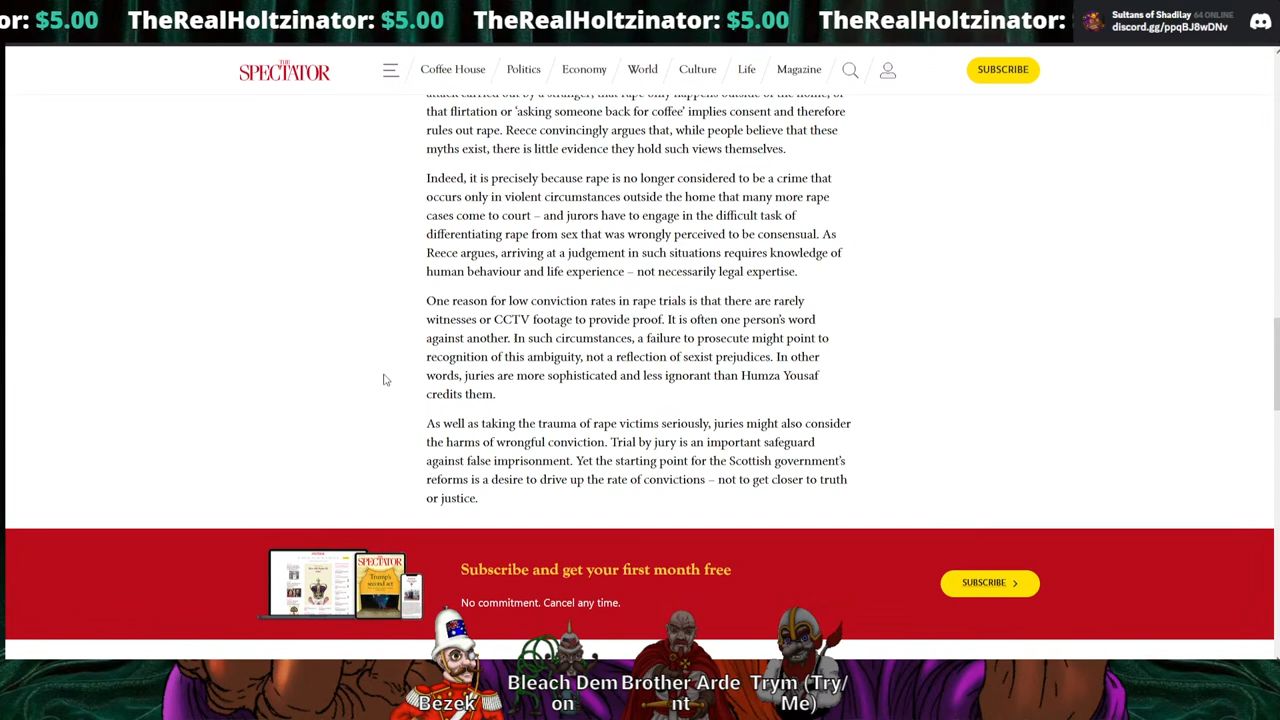 or: $5.00 TheRealHoltzinator: $5.00 TheRealHoltzinator: $5.00 TheRealHoltzinator:
Sultans of Shadilay 64 ONLINE
discord.gg/ppqBJ8wDNv
THE SPECTATOR
Coffee House Politics Economy World Culture Life Magazine SUBSCRIBE
attack carried out by a stranger, that rape only happens outside of the home, or
that flirtation or ‘asking someone back for coffee’ implies consent and therefore
rules out rape. Reece convincingly argues that, while people believe that these
myths exist, there is little evidence they hold such views themselves.
Indeed, it is precisely because rape is no longer considered to be a crime that
occurs only in violent circumstances outside the home that many more rape
cases come to court – and jurors have to engage in the difficult task of
differentiating rape from sex that was wrongly perceived to be consensual. As
Reece argues, arriving at a judgement in such situations requires knowledge of
human behaviour and life experience – not necessarily legal expertise.
One reason for low conviction rates in rape trials is that there are rarely
witnesses or CCTV footage to provide proof. It is often one person’s word
against another. In such circumstances, a failure to prosecute might point to
recognition of this ambiguity, not a reflection of sexist prejudices. In other
words, juries are more sophisticated and less ignorant than Humza Yousaf
credits them.
As well as taking the trauma of rape victims seriously, juries might also consider
the harms of wrongful conviction. Trial by jury is an important safeguard
against false imprisonment. Yet the starting point for the Scottish government’s
reforms is a desire to drive up the rate of convictions – not to get closer to truth
or justice.
SPECTATOR
Trump’s
second act
Subscribe and get your first month free
No commitment. Cancel any time.
SUBSCRIBE
Bezek
Bleach Dem
on
Brother Arde
nt
Trym (Try/
Me)